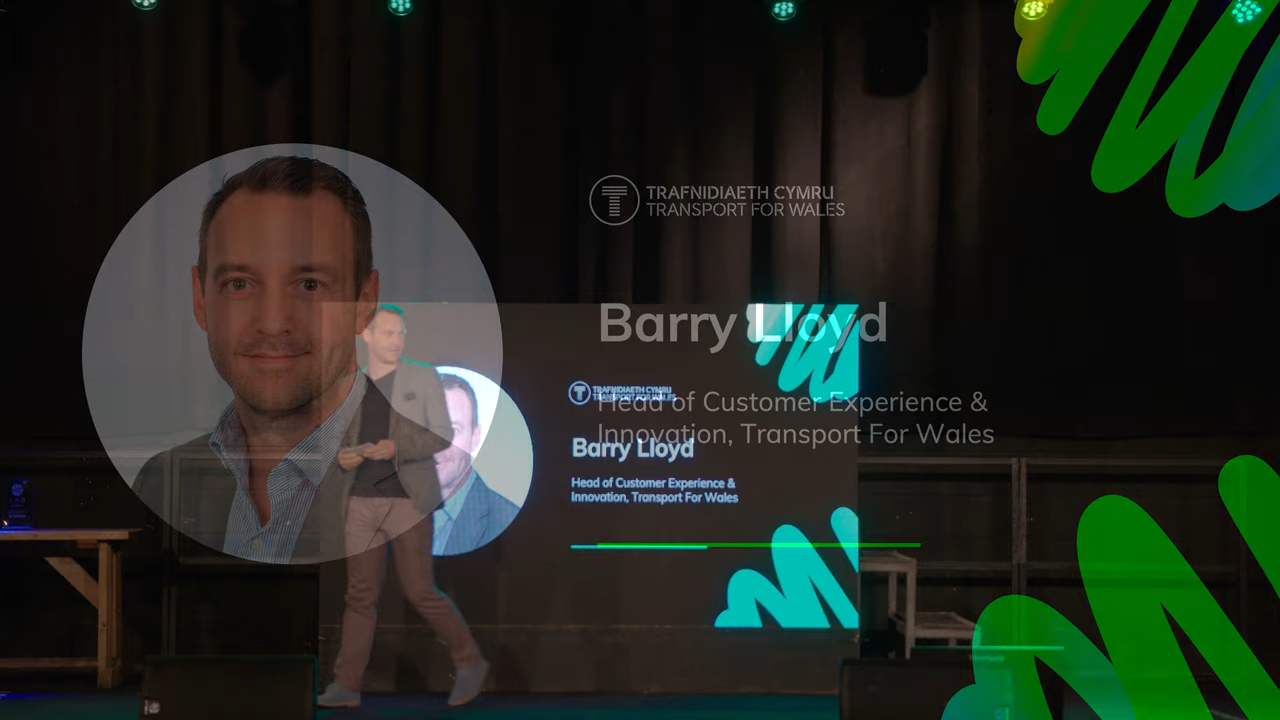 TRAFNIDIAETH CYMRU
TRANSPORT FOR WALES
Barry Lloyd
Head of Customer Experience &
Innovation, Transport For Wales
TRAFNIDIAETH CYMRU
TRANSPORT FOR WALES
Barry Lloyd
Head of Customer Experience &
Innovation, Transport For Wales